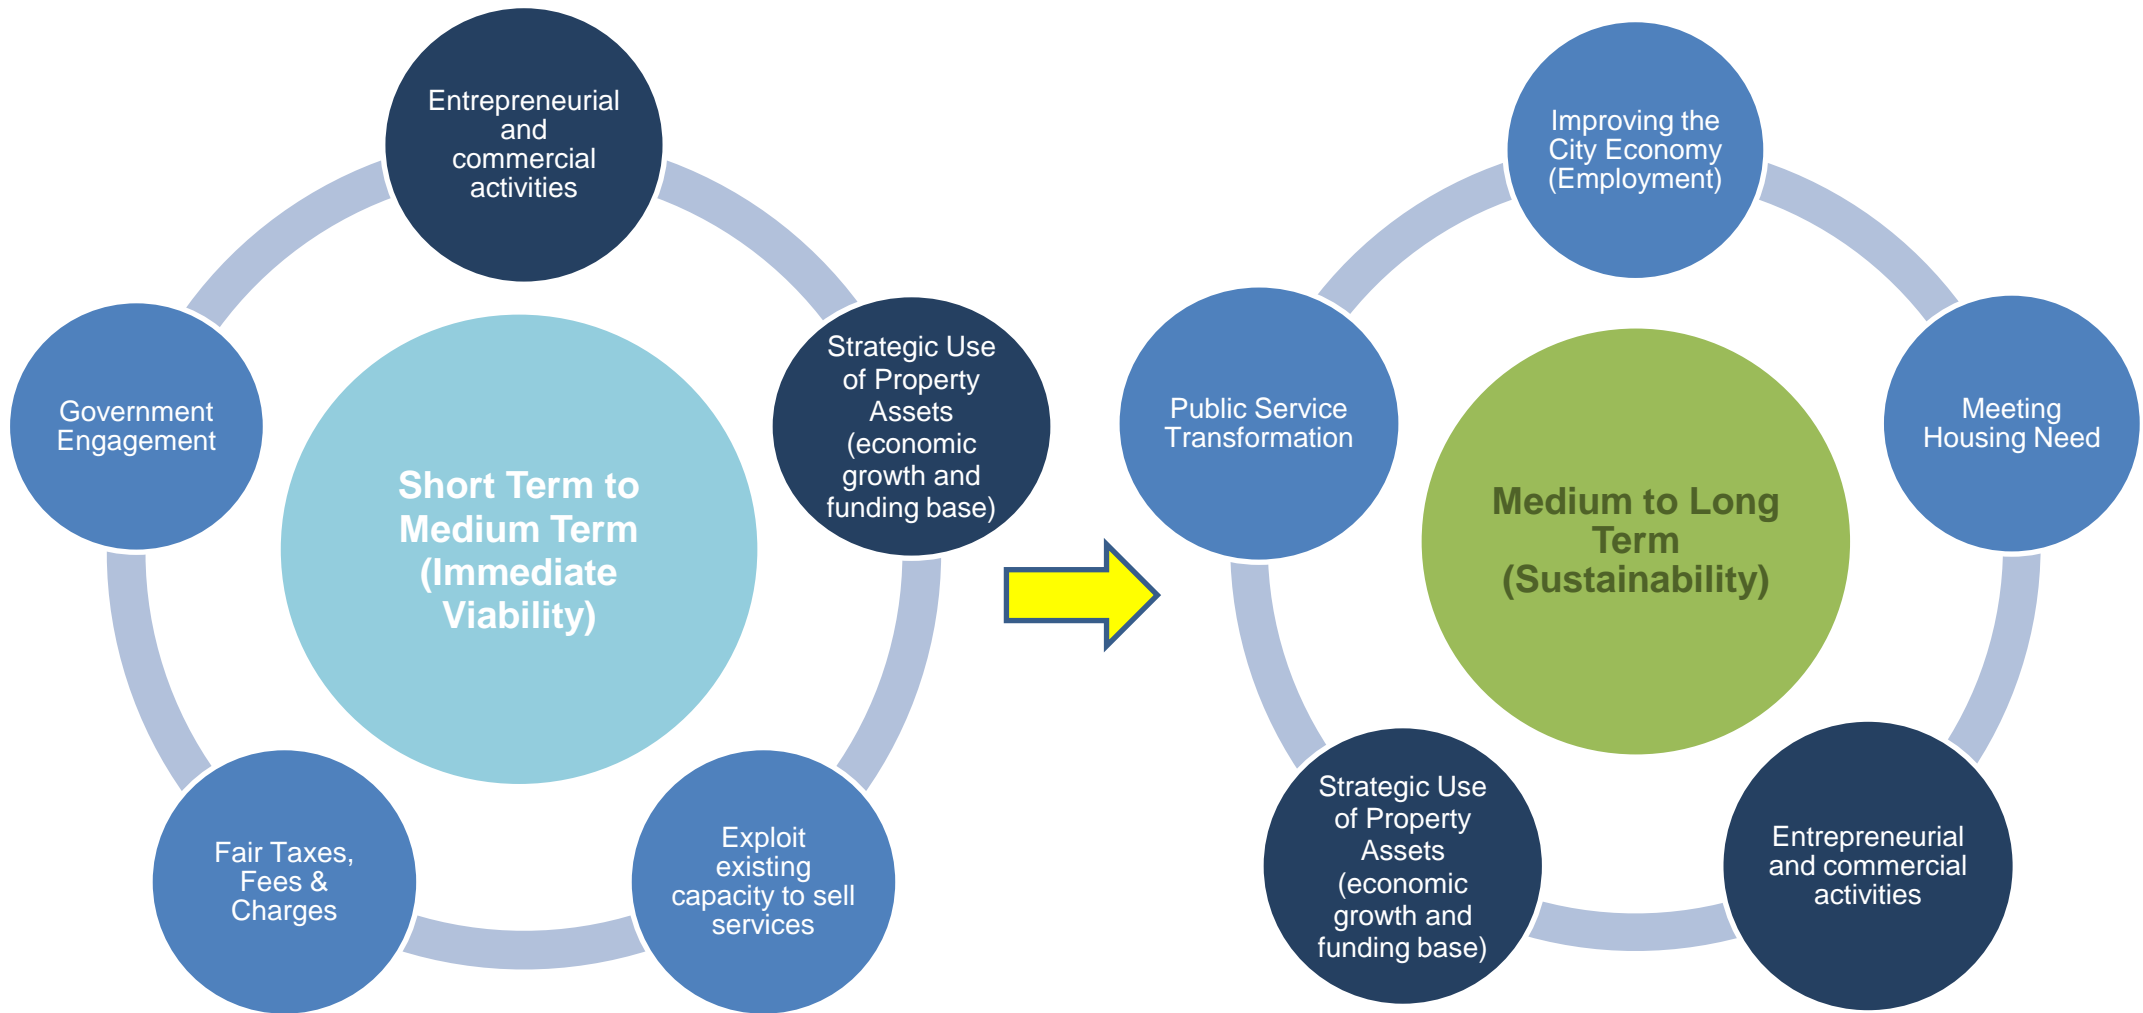 Entrepreneurial
and
commercial
activities
Strategic Use
of Property
Assets
(economic
growth and
funding base)
Exploit
existing
capacity to sell
services
Fair Taxes,
Fees &
Charges
Government
Engagement
Short Term to
Medium Term
(Immediate
Viability)
Improving the
City Economy
(Employment)
Meeting
Housing Need
Entrepreneurial
and commercial
activities
Strategic Use
of Property
Assets
(economic
growth and
funding base)
Public Service
Transformation
Medium to Long
Term
(Sustainability)